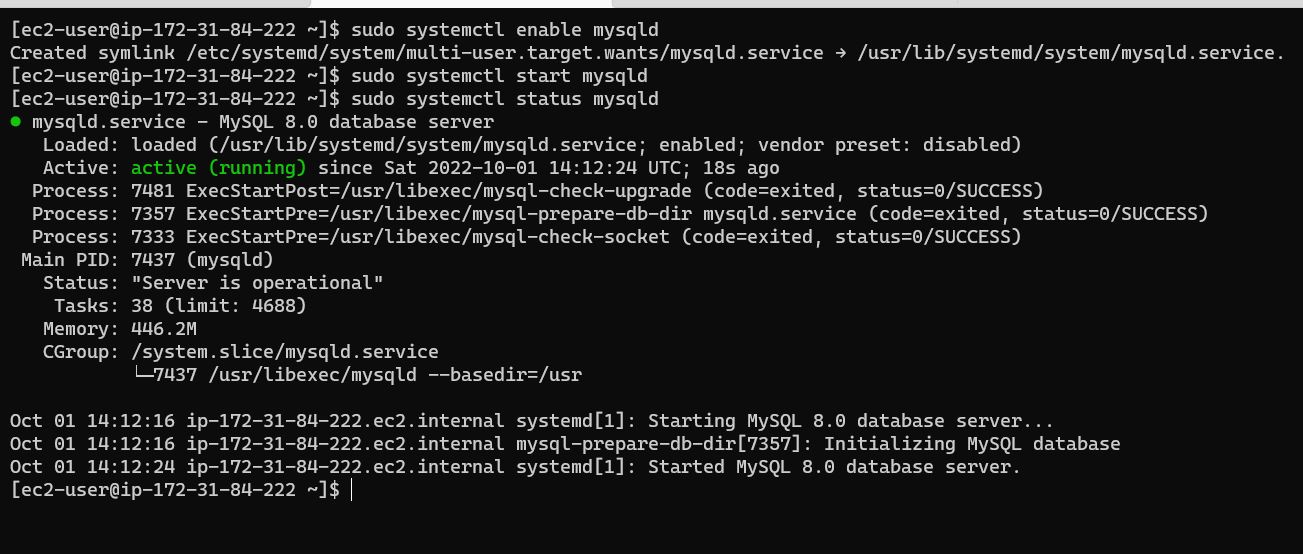 [ec2-user@ip-172-31-84-222 ~]$ sudo systemctl enable mysqld
Created symlink /etc/systemd/system/multi-user.target.wants/mysqld.service → /usr/lib/systemd/system/mysqld.service.
[ec2-user@ip-172-31-84-222 ~]$ sudo systemctl start mysqld
[ec2-user@ip-172-31-84-222 ~]$ sudo systemctl status mysqld
● mysqld.service - MySQL 8.0 database server
   Loaded: loaded (/usr/lib/systemd/system/mysqld.service; enabled; vendor preset: disabled)
   Active: active (running) since Sat 2022-10-01 14:12:24 UTC; 18s ago
  Process: 7481 ExecStartPost=/usr/libexec/mysql-check-upgrade (code=exited, status=0/SUCCESS)
  Process: 7357 ExecStartPre=/usr/libexec/mysql-prepare-db-dir mysqld.service (code=exited, status=0/SUCCESS)
  Process: 7333 ExecStartPre=/usr/libexec/mysql-check-socket (code=exited, status=0/SUCCESS)
 Main PID: 7437 (mysqld)
   Status: "Server is operational"
    Tasks: 38 (limit: 4688)
   Memory: 446.2M
   CGroup: /system.slice/mysqld.service
           └─7437 /usr/libexec/mysqld --basedir=/usr

Oct 01 14:12:16 ip-172-31-84-222.ec2.internal systemd[1]: Starting MySQL 8.0 database server...
Oct 01 14:12:16 ip-172-31-84-222.ec2.internal mysql-prepare-db-dir[7357]: Initializing MySQL database
Oct 01 14:12:24 ip-172-31-84-222.ec2.internal systemd[1]: Started MySQL 8.0 database server.
[ec2-user@ip-172-31-84-222 ~]$